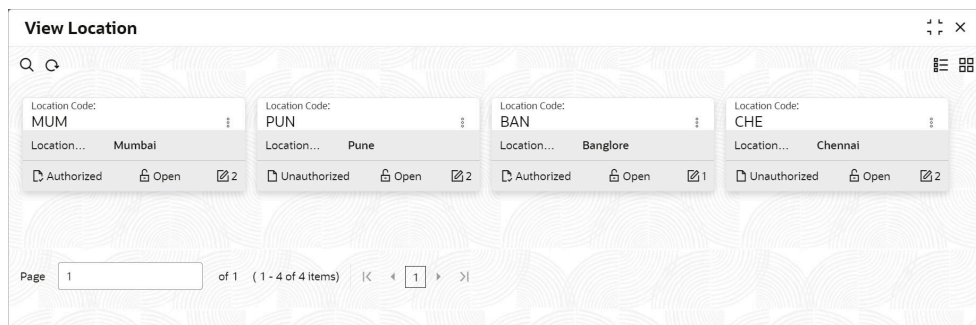 View Location
Location Code:
MUM
Location... Mumbai
Authorized Open 2
Location Code:
PUN
Location... Pune
Unauthorized Open 2
Location Code:
BAN
Location... Banglore
Authorized Open 1
Location Code:
CHE
Location... Chennai
Unauthorized Open 2
Page 1 of 1 ( 1 - 4 of 4 items) 1